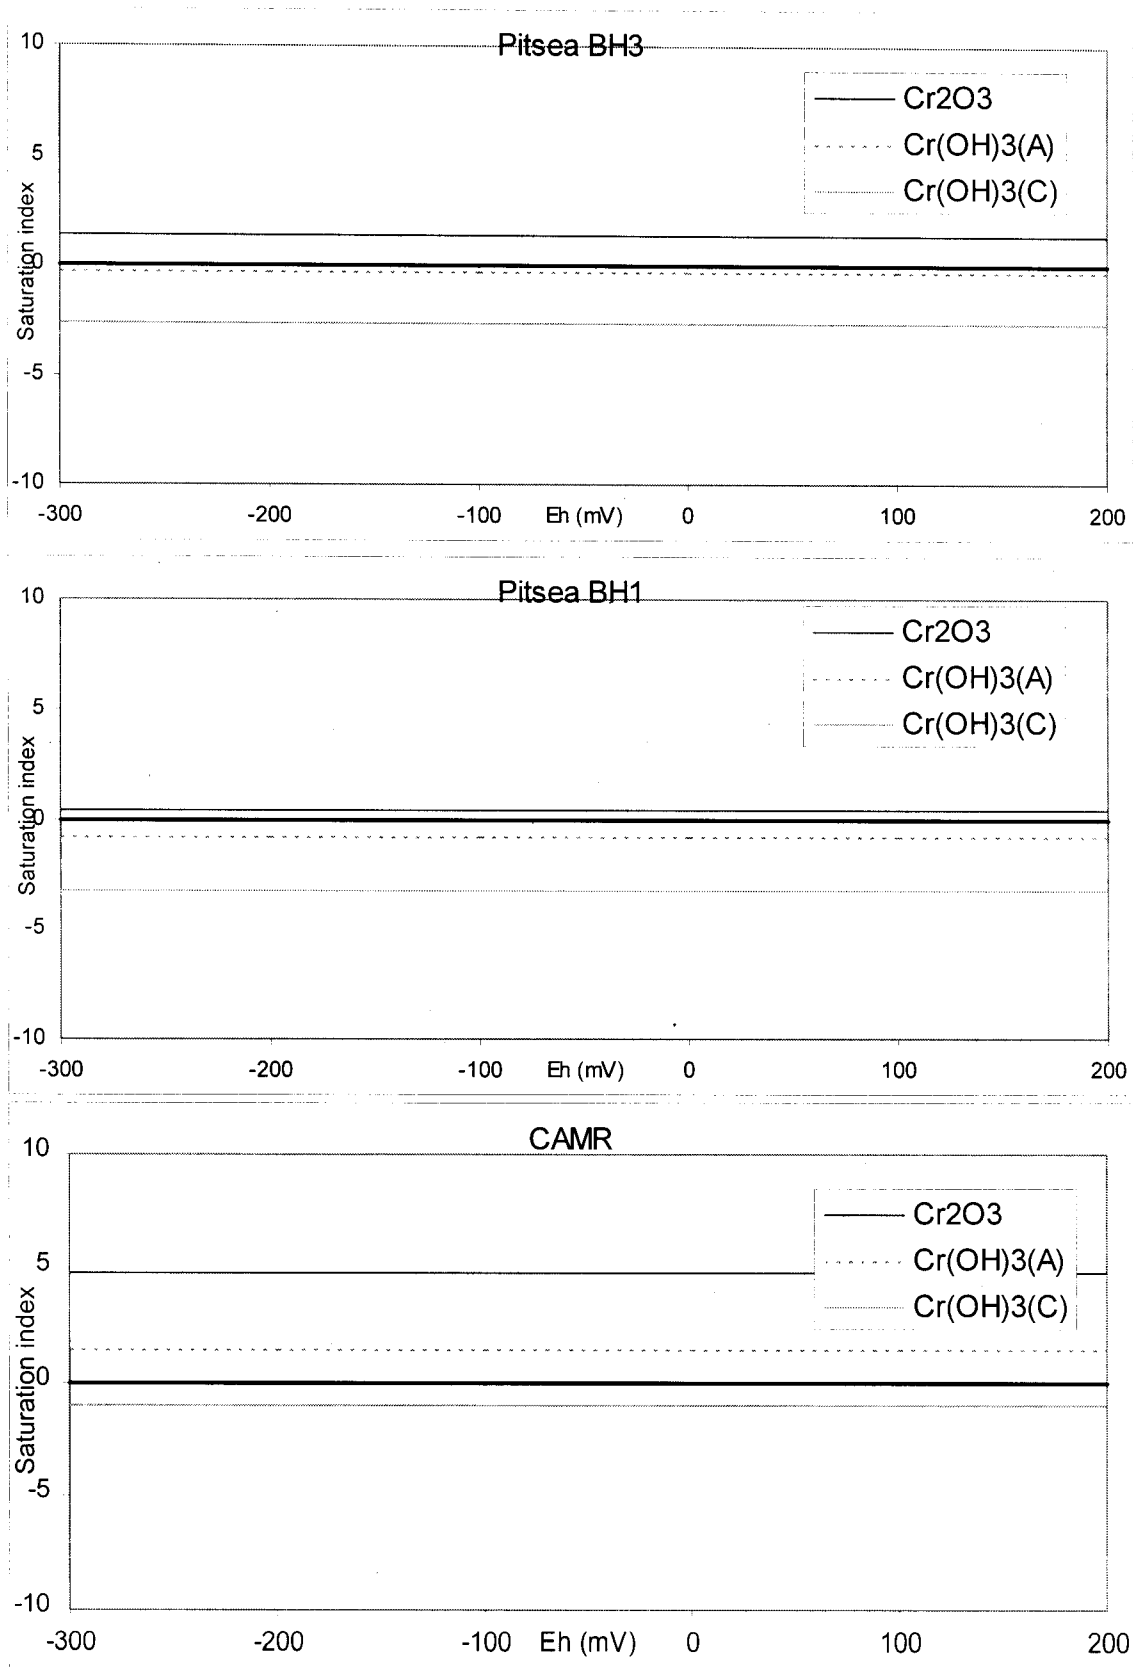 Pitsea BH3
10
5
0
-5
-10
Saturation index
Cr2O3
Cr(OH)3(A)
Cr(OH)3(C)
-300 -200 -100 Eh (mV) 0 100 200
Pitsea BH1
10
5
0
-5
-10
Saturation index
Cr2O3
Cr(OH)3(A)
Cr(OH)3(C)
-300 -200 -100 Eh (mV) 0 100 200
CAMR
10
5
0
-5
-10
Saturation index
Cr2O3
Cr(OH)3(A)
Cr(OH)3(C)
-300 -200 -100 Eh (mV) 0 100 200